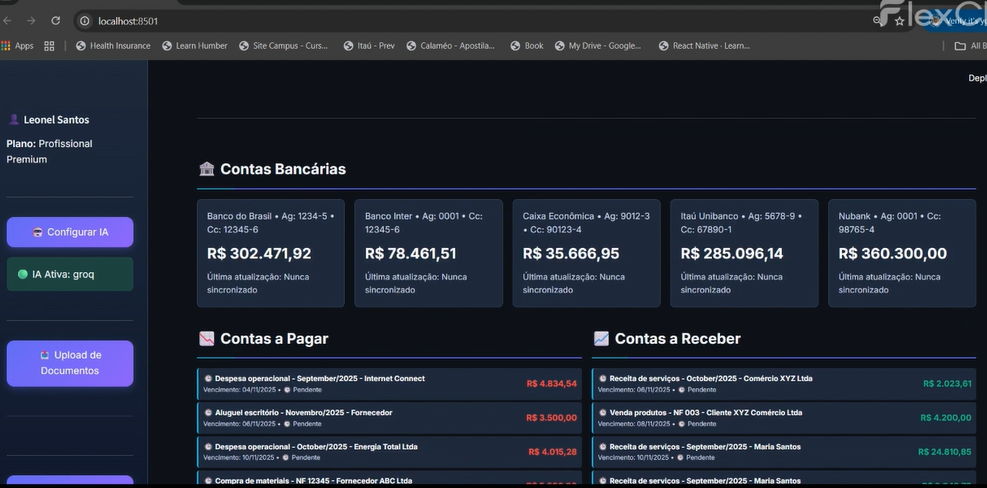 FlexCl
localhost:8501
Verify it's y
Apps
Health Insurance
Learn Humber
Site Campus - Curs...
Itaú - Prev
Calaméo - Apostila...
Book
My Drive - Google...
React Native · Learn...
All B
Depl
Leonel Santos
Plano: Profissional
Premium
Configurar IA
IA Ativa: groq
Upload de
Documentos
Contas Bancárias
Banco do Brasil • Ag: 1234-5 •
Cc: 12345-6
R$ 302.471,92
Última atualização: Nunca
sincronizado
Banco Inter • Ag: 0001 • Cc:
12345-6
R$ 78.461,51
Última atualização: Nunca
sincronizado
Caixa Econômica • Ag: 9012-3
• Cc: 90123-4
R$ 35.666,95
Última atualização: Nunca
sincronizado
Itaú Unibanco • Ag: 5678-9 •
Cc: 67890-1
R$ 285.096,14
Última atualização: Nunca
sincronizado
Nubank • Ag: 0001 • Cc:
98765-4
R$ 360.300,00
Última atualização: Nunca
sincronizado
Contas a Pagar
Despesa operacional - September/2025 - Internet Connect
Vencimento: 04/11/2025 • Pendente
R$ 4.834,54
Aluguel escritório - Novembro/2025 - Fornecedor
Vencimento: 06/11/2025 • Pendente
R$ 3.500,00
Despesa operacional - October/2025 - Energia Total Ltda
Vencimento: 10/11/2025 • Pendente
R$ 4.015,28
Compra de materiais - NF 12345 - Fornecedor ABC Ltda
Contas a Receber
Receita de serviços - October/2025 - Comércio XYZ Ltda
Vencimento: 06/11/2025 • Pendente
R$ 2.023,61
Venda produtos - NF 003 - Cliente XYZ Comércio Ltda
Vencimento: 08/11/2025 • Pendente
R$ 4.200,00
Receita de serviços - September/2025 - Maria Santos
Vencimento: 10/11/2025 • Pendente
R$ 24.810,85
Receita de serviços - September/2025 - Maria Santos